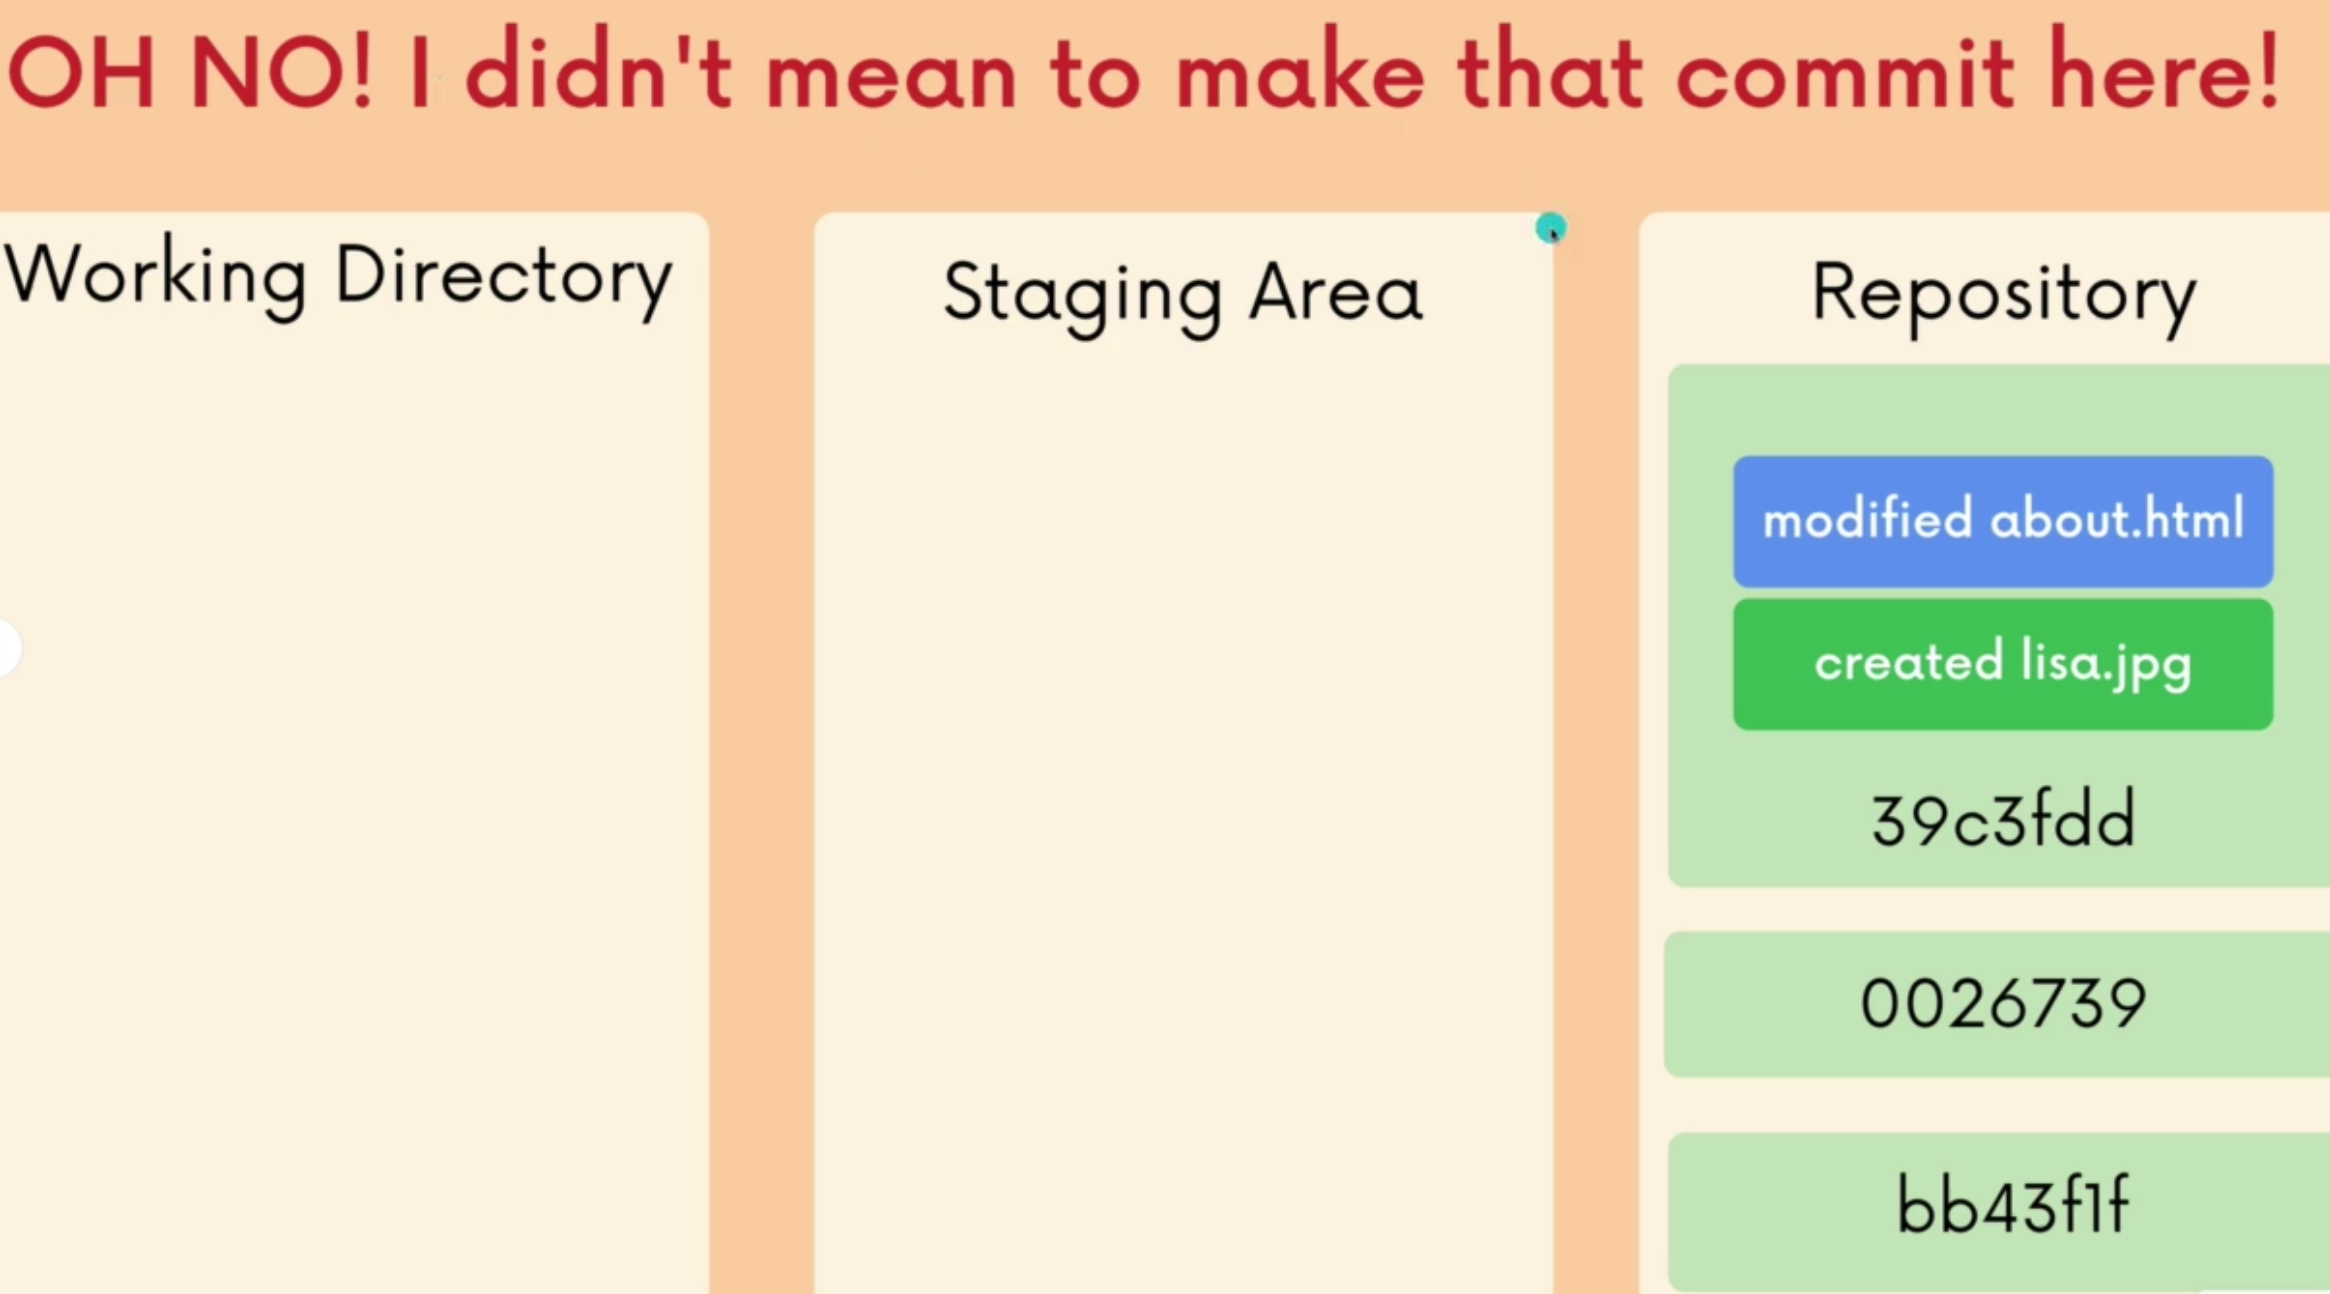 OH NO! I didn't mean to make that commit here!
Working Directory
Staging Area
Repository
modified about.html
created lisa.jpg
39c3fdd
0026739
bb43f1f